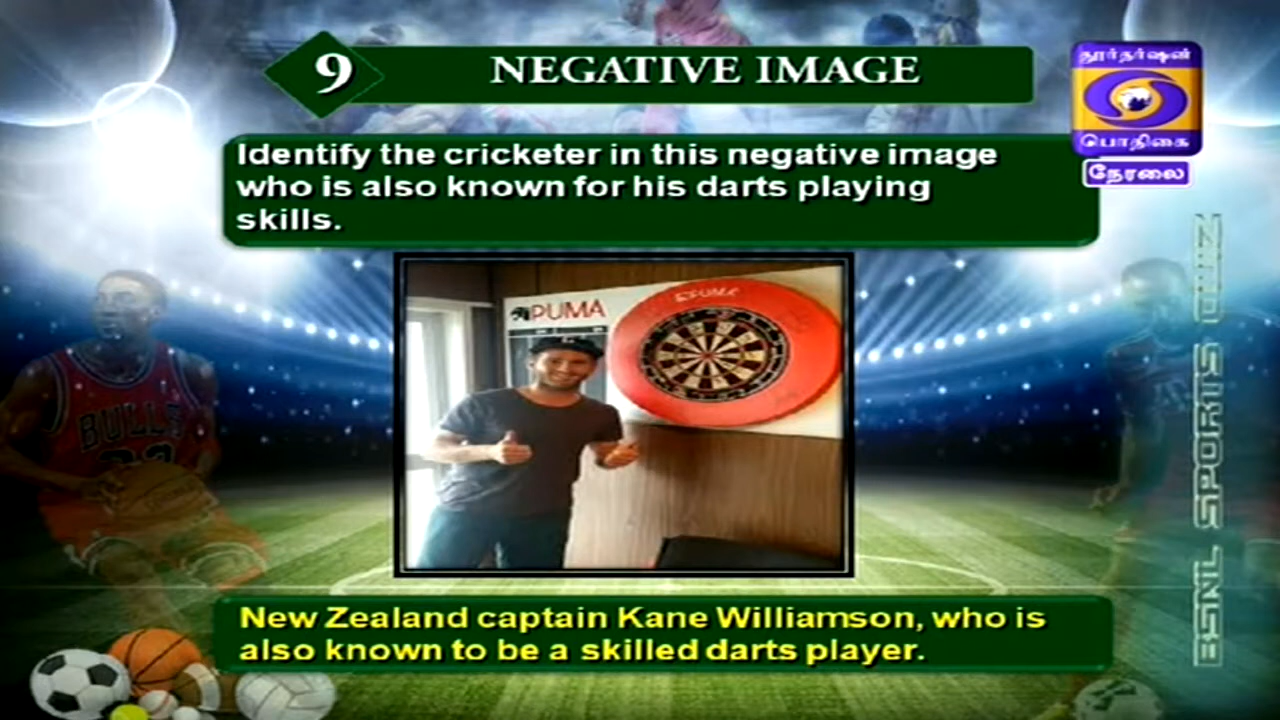 9
NEGATIVE IMAGE
தூர்தர்ஷன்
பொதிகை
நேரலை
Identify the cricketer in this negative image
who is also known for his darts playing
skills.
PUMA
BULLS
New Zealand captain Kane Williamson, who is
also known to be a skilled darts player.
BSNL SPORTS QUIZ